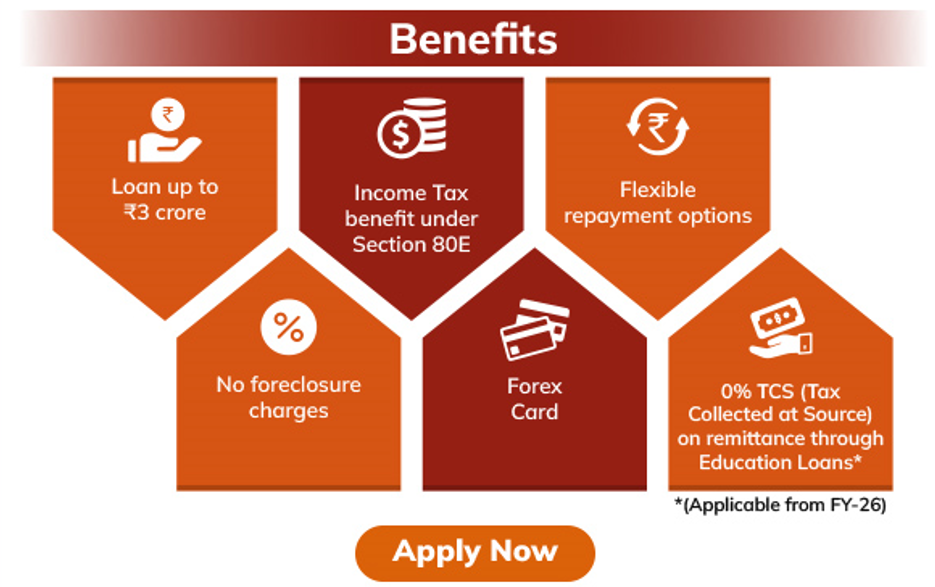 Benefits
Loan up to
₹3 crore
Income Tax
benefit under
Section 80E
Flexible
repayment options
No foreclosure
charges
Forex
Card
0% TCS (Tax
Collected at Source)
on remittance through
Education Loans*
*(Applicable from FY-26)
Apply Now